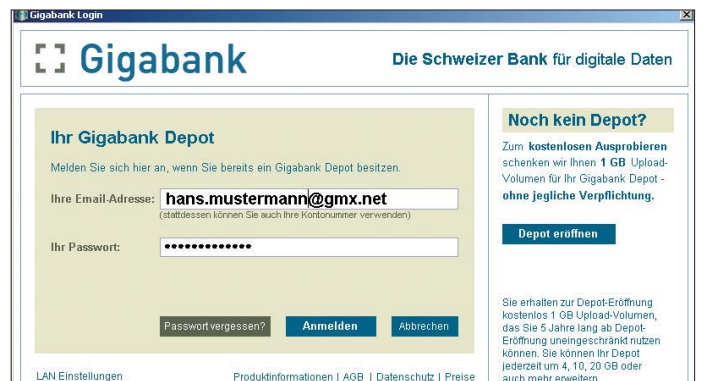 Gigabank Login
Gigabank
Die Schweizer Bank für digitale Daten
Ihr Gigabank Depot
Melden Sie sich hier an, wenn Sie bereits ein Gigabank Depot besitzen.
Ihre Email-Adresse: hans.mustermann@gmx.net
(stattdessen können Sie auch Ihre Kontonummer verwenden)
Ihr Passwort: •••••••••••••
Passwort vergessen? Anmelden Abbrechen
LAN Einstellungen Produktinformationen | AGB | Datenschutz | Preise
Noch kein Depot?
Zum kostenlosen Ausprobieren
schenken wir Ihnen 1 GB Upload-
Volumen für Ihr Gigabank Depot -
ohne jegliche Verpflichtung.
Depot eröffnen
Sie erhalten zur Depot-Eröffnung
kostenlos 1 GB Upload-Volumen,
das Sie 5 Jahre lang ab Depot-
Eröffnung uneingeschränkt nutzen
können. Sie können Ihr Depot
jederzeit um 4, 10, 20 GB oder
auch mehr erweitern.